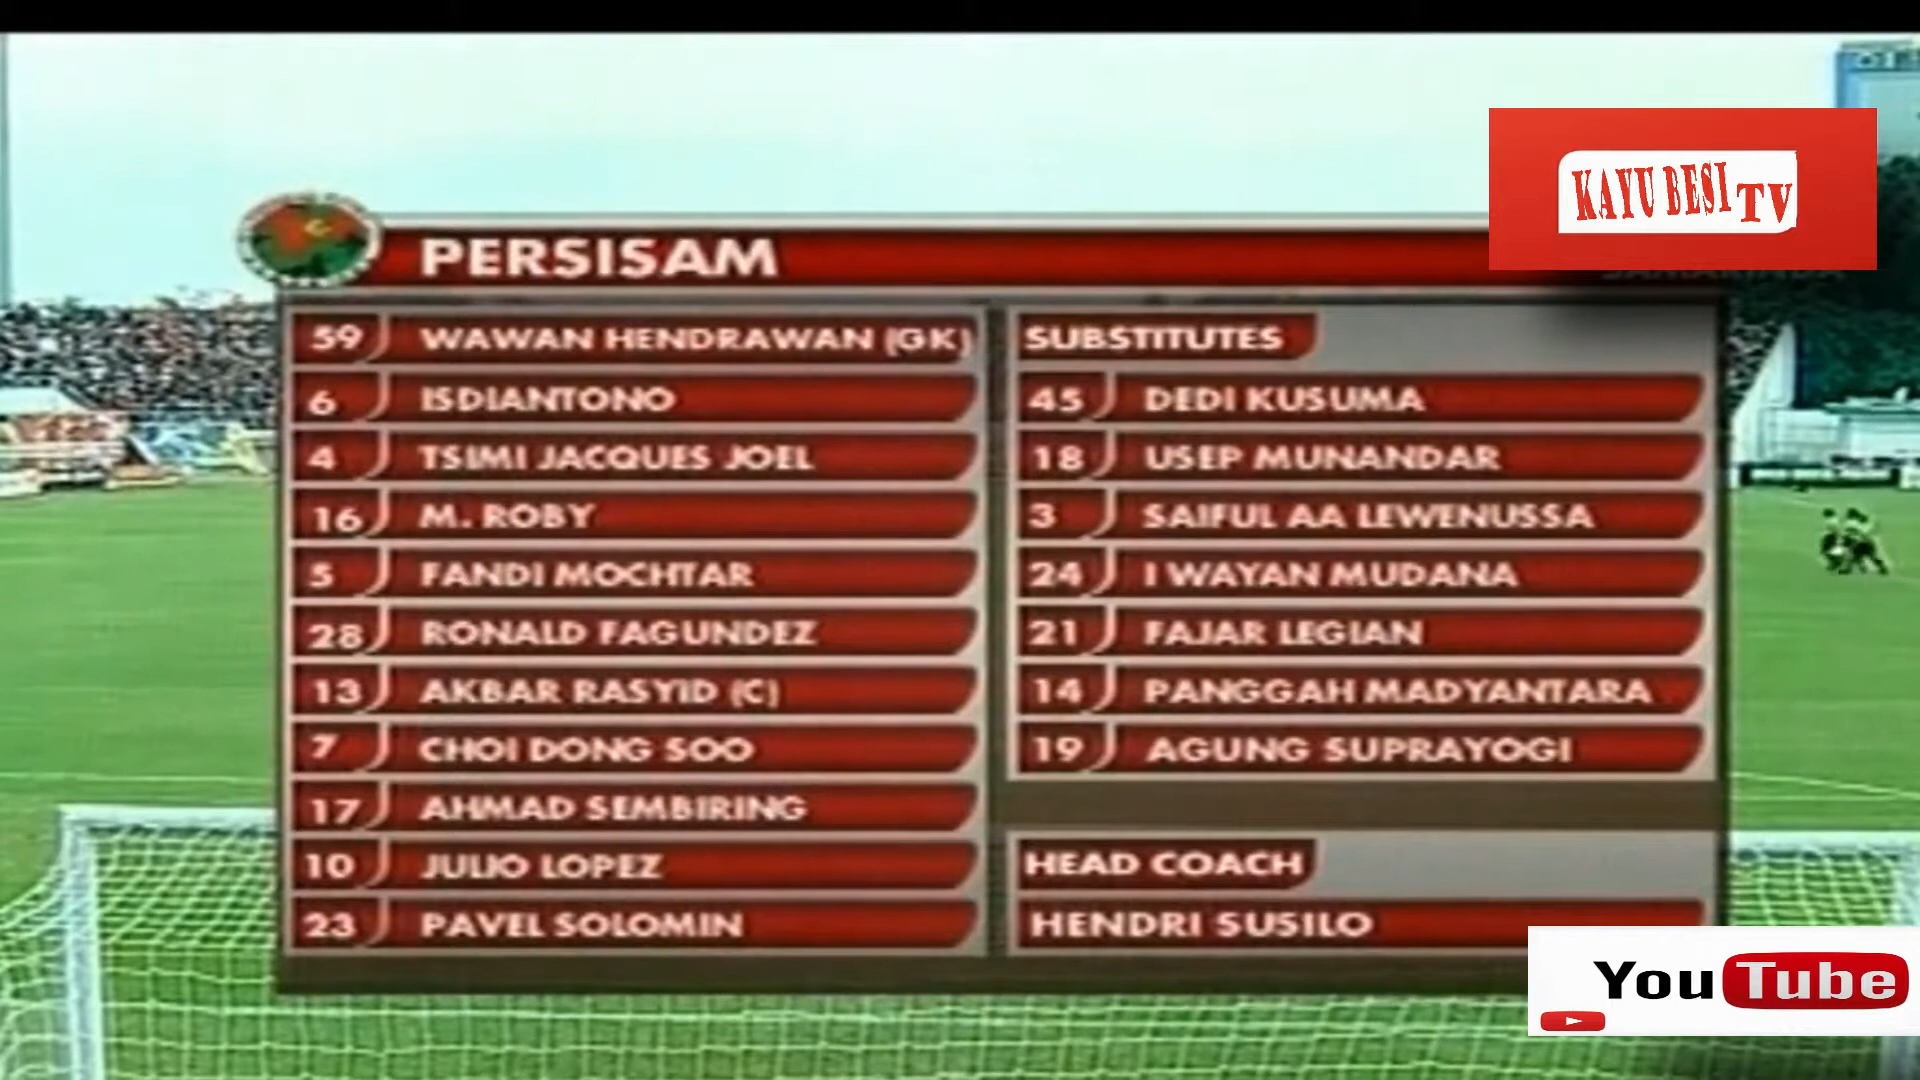 KAYU BESI TV
PERSISAM
59 WAWAN HENDRAWAN (GK)
6 ISDIANTONO
4 TSIMI JACQUES JOEL
16 M. ROBY
5 FANDI MOCHTAR
28 RONALD FAGUNDEZ
13 AKBAR RASYID (C)
7 CHOI DONG SOO
17 AHMAD SEMBIRING
10 JULIO LOPEZ
23 PAVEL SOLOMIN
SUBSTITUTES
45 DEDI KUSUMA
18 USEP MUNANDAR
3 SAIFUL AA LEWENUSSA
24 I WAYAN MUDANA
21 FAJAR LEGIAN
14 PANGGAH MADYANTARA
19 AGUNG SUPRAYOGI
HEAD COACH
HENDRI SUSILO
YouTube